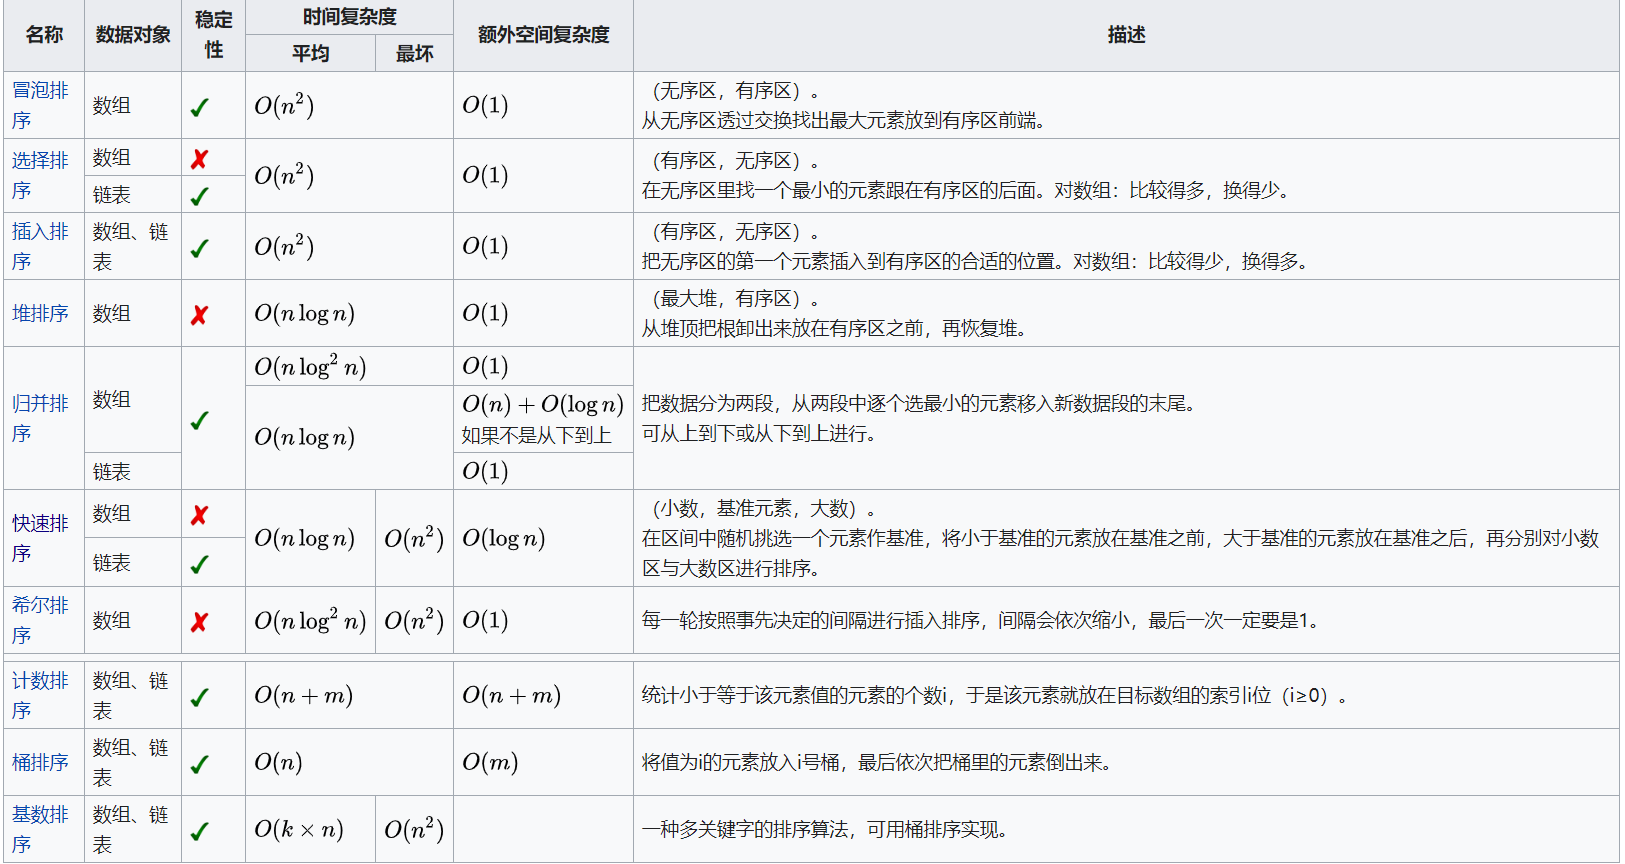 名称
数据对象
稳定
性
时间复杂度
平均
最坏
额外空间复杂度
描述
冒泡排
序
数组
✓
O(n²)
O(1)
（无序区，有序区）。
从无序区透过交换找出最大元素放到有序区前端。
选择排
序
数组
✗
链表
✓
O(n²)
O(1)
（有序区，无序区）。
在无序区里找一个最小的元素跟在有序区的后面。对数组：比较得多，换得少。
插入排
序
数组、链
表
✓
O(n²)
O(1)
（有序区，无序区）。
把无序区的第一个元素插入到有序区的合适的位置。对数组：比较得少，换得多。
堆排序
数组
✗
O(n log n)
O(1)
（最大堆，有序区）。
从堆顶把根卸出来放在有序区之前，再恢复堆。
归并排
序
数组
链表
✓
O(n log² n)
O(1)
O(n log n)
O(n) + O(log n)
如果不是从下到上
O(1)
把数据分为两段，从两段中逐个选最小的元素移入新数据段的末尾。
可从上到下或从下到上进行。
快速排
序
数组
✗
链表
✓
O(n log n)
O(n²)
O(log n)
（小数，基准元素，大数）。
在区间中随机挑选一个元素作基准，将小于基准的元素放在基准之前，大于基准的元素放在基准之后，再分别对小数
区与大数区进行排序。
希尔排
序
数组
✗
O(n log² n)
O(n²)
O(1)
每一轮按照事先决定的间隔进行插入排序，间隔会依次缩小，最后一次一定要是1。
计数排
序
数组、链
表
✓
O(n + m)
O(n + m)
统计小于等于该元素值的元素的个数i，于是该元素就放在目标数组的索引i位（i≥0）。
桶排序
数组、链
表
✓
O(n)
O(m)
将值为i的元素放入i号桶，最后依次把桶里的元素倒出来。
基数排
序
数组、链
表
✓
O(k × n)
O(n²)
一种多关键字的排序算法，可用桶排序实现。